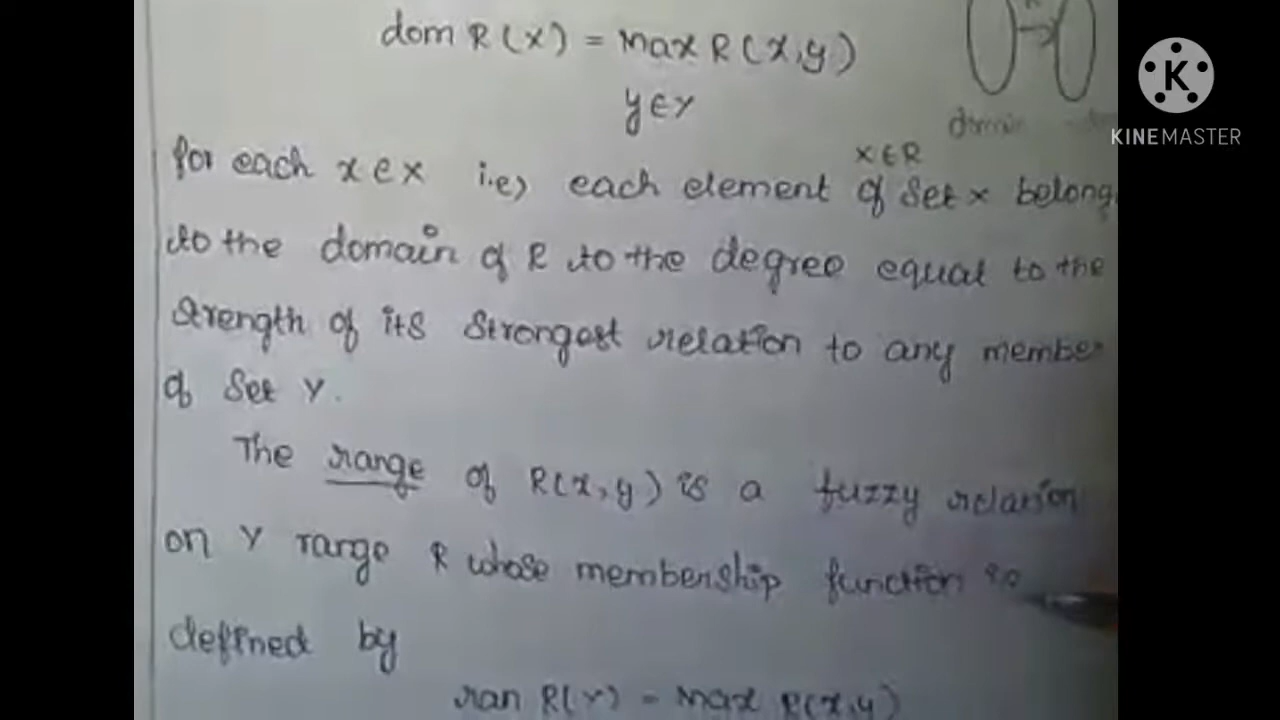 dom R(x) = max R(x,y)
y∈Y
domain
K
KINEMASTER
x∈R
for each x∈X i.e, each element of set x belong
to the domain of R to the degree equal to the
strength of its strongest relation to any member
of set Y.
The range of R(x,y) is a fuzzy relation
on Y range R whose membership function is
defined by
ran R(Y) = max R(x,y)